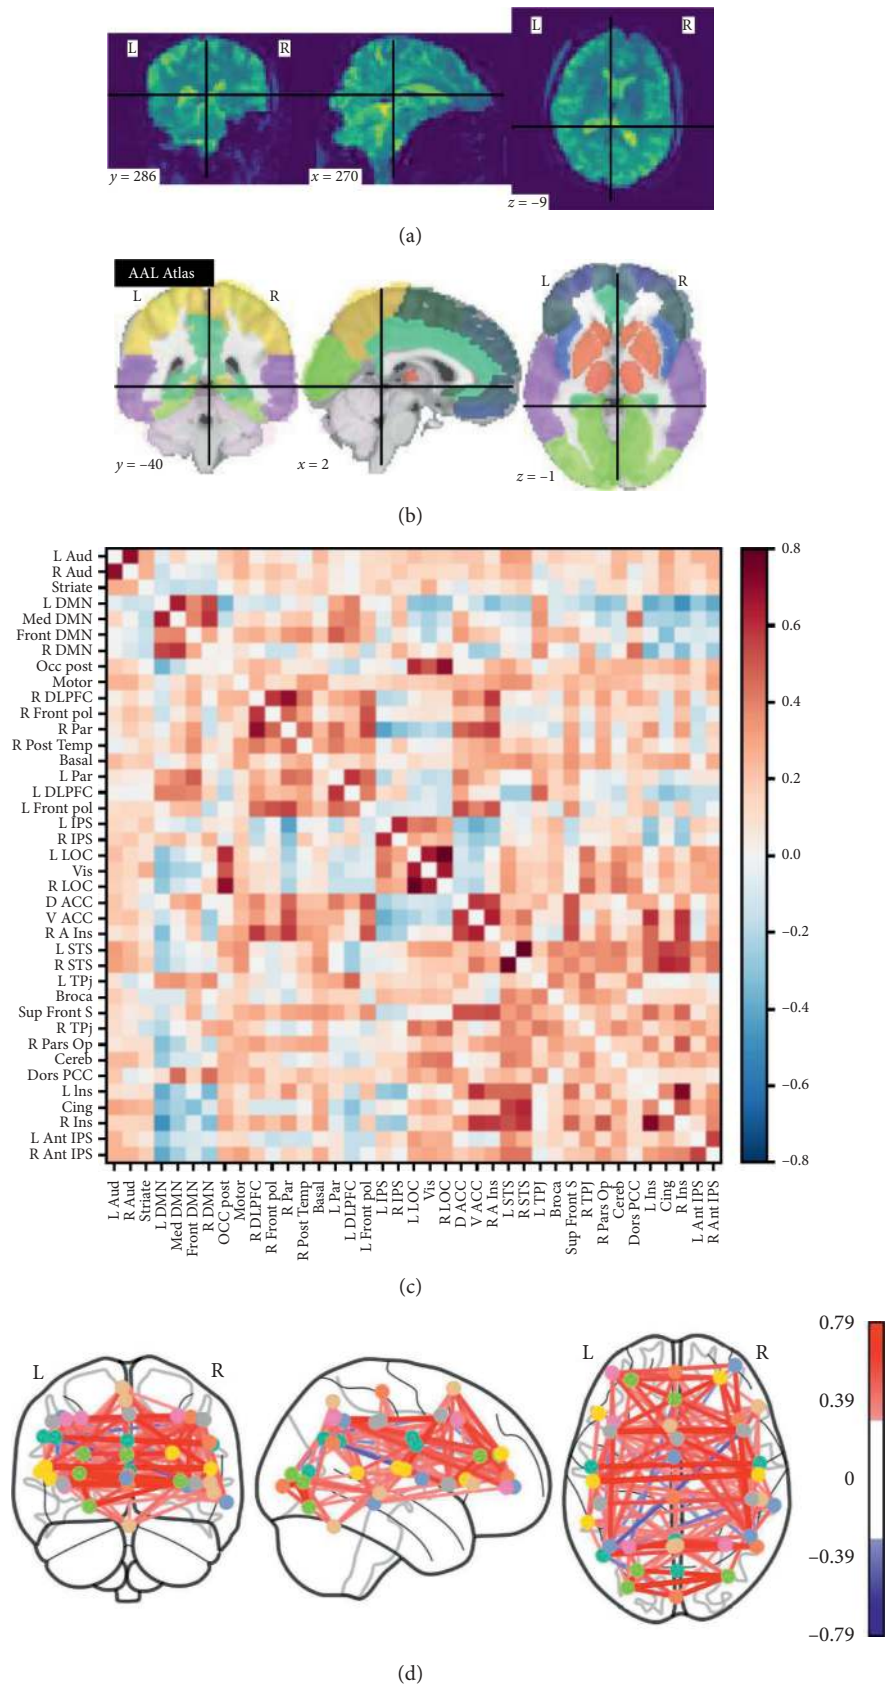 L R L R
y = 286 x = 270 z = –9
(a)
AAL Atlas
L R L R
y = –40 x = 2 z = –1
(b)
L Aud
R Aud
Striate
L DMN
Med DMN
Front DMN
R DMN
Occ post
Motor
R DLPFC
R Front pol
R Par
R Post Temp
Basal
L Par
L DLPFC
L Front pol
L IPS
R IPS
L LOC
Vis
R LOC
D ACC
V ACC
R A Ins
L STS
R STS
L TPj
Broca
Sup Front S
R TPj
R Pars Op
Cereb
Dors PCC
L Ins
Cing
R Ins
L Ant IPS
R Ant IPS
0.8
0.6
0.4
0.2
0.0
–0.2
–0.4
–0.6
–0.8
L Aud
R Aud
Striate
L DMN
Med DMN
Front DMN
R DMN
OCC post
Motor
R DLPFC
R Front pol
R Par
R Post Temp
Basal
L Par
L DLPFC
L Front pol
L IPS
R IPS
L LOC
Vis
R LOC
D ACC
V ACC
R A Ins
L STS
R STS
L TPJ
Broca
Sup Front S
R TPJ
R Pars Op
Cereb
Dors PCC
L Ins
Cing
R Ins
L Ant IPS
R Ant IPS
(c)
L R L R
0.79
0.39
0
–0.39
–0.79
(d)